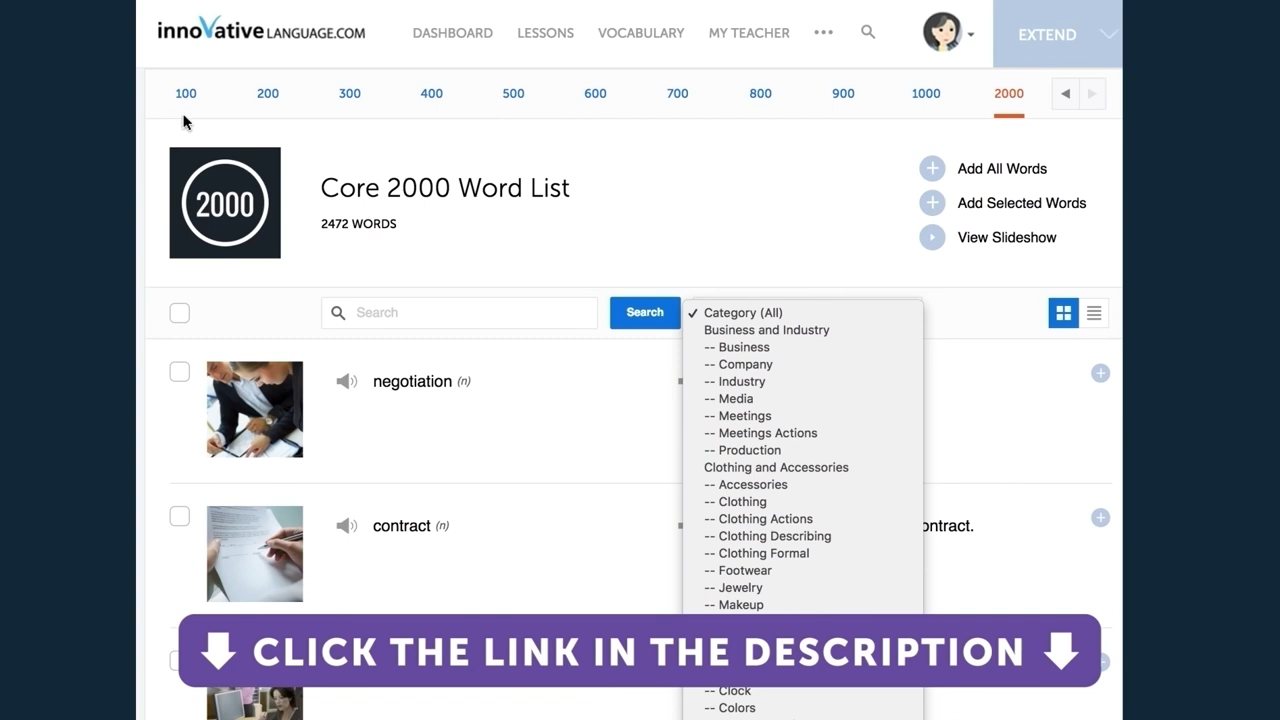 innoVative LANGUAGE.COM
DASHBOARD LESSONS VOCABULARY MY TEACHER ••• EXTEND
100 200 300 400 500 600 700 800 900 1000 2000
2000
Core 2000 Word List
2472 WORDS
Add All Words
Add Selected Words
View Slideshow
Search
Search
✓ Category (All)
Business and Industry
-- Business
-- Company
-- Industry
-- Media
-- Meetings
-- Meetings Actions
-- Production
Clothing and Accessories
-- Accessories
-- Clothing
-- Clothing Actions
-- Clothing Describing
-- Clothing Formal
-- Footwear
-- Jewelry
-- Makeup
-- Clock
-- Colors
negotiation (n)
contract (n)
ontract.
CLICK THE LINK IN THE DESCRIPTION